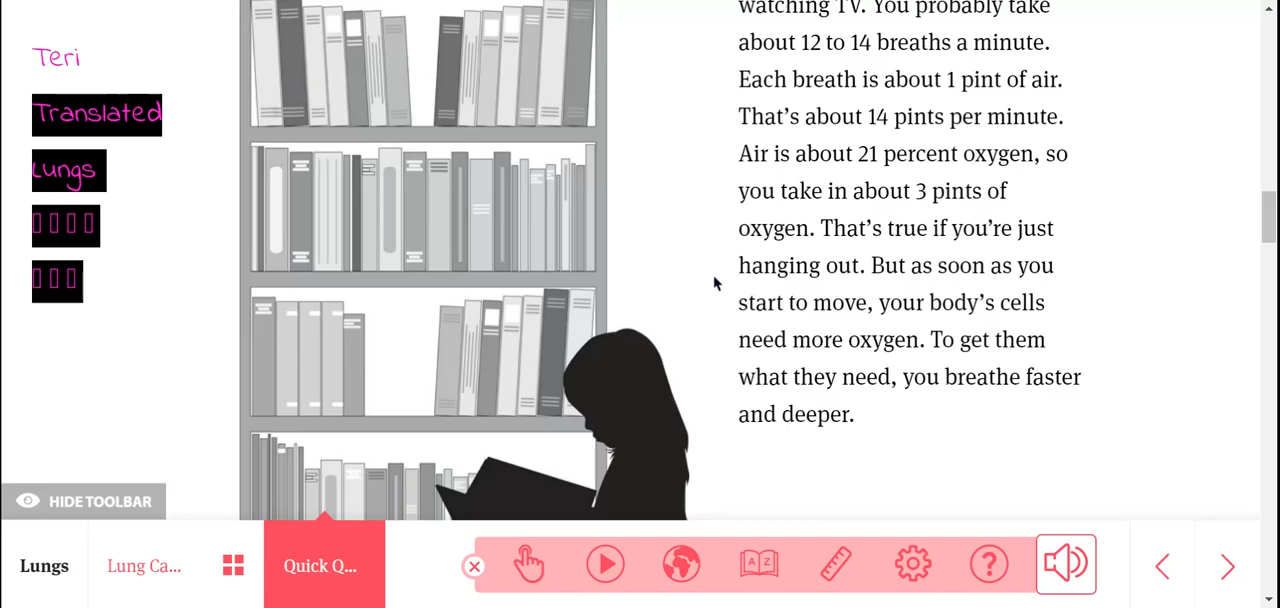 Teri
Translated
Lungs
watching TV. You probably take
about 12 to 14 breaths a minute.
Each breath is about 1 pint of air.
That's about 14 pints per minute.
Air is about 21 percent oxygen, so
you take in about 3 pints of
oxygen. That's true if you're just
hanging out. But as soon as you
start to move, your body's cells
need more oxygen. To get them
what they need, you breathe faster
and deeper.
HIDE TOOLBAR
Lungs
Lung Ca...
Quick Q...
A Z
?